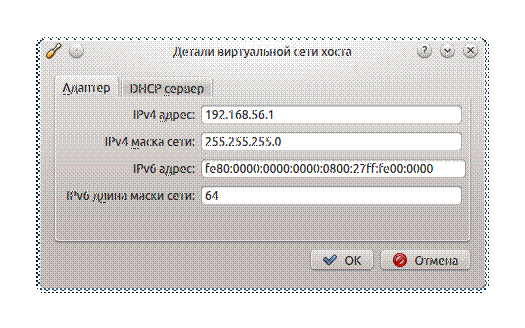 Детали виртуальной сети хоста
Адаптер DHCP сервер
IPv4 адрес: 192.168.56.1
IPv4 маска сети: 255.255.255.0
IPv6 адрес: fe80:0000:0000:0000:0800:27ff:fe00:0000
IPv6 длина маски сети: 64
OK Отмена